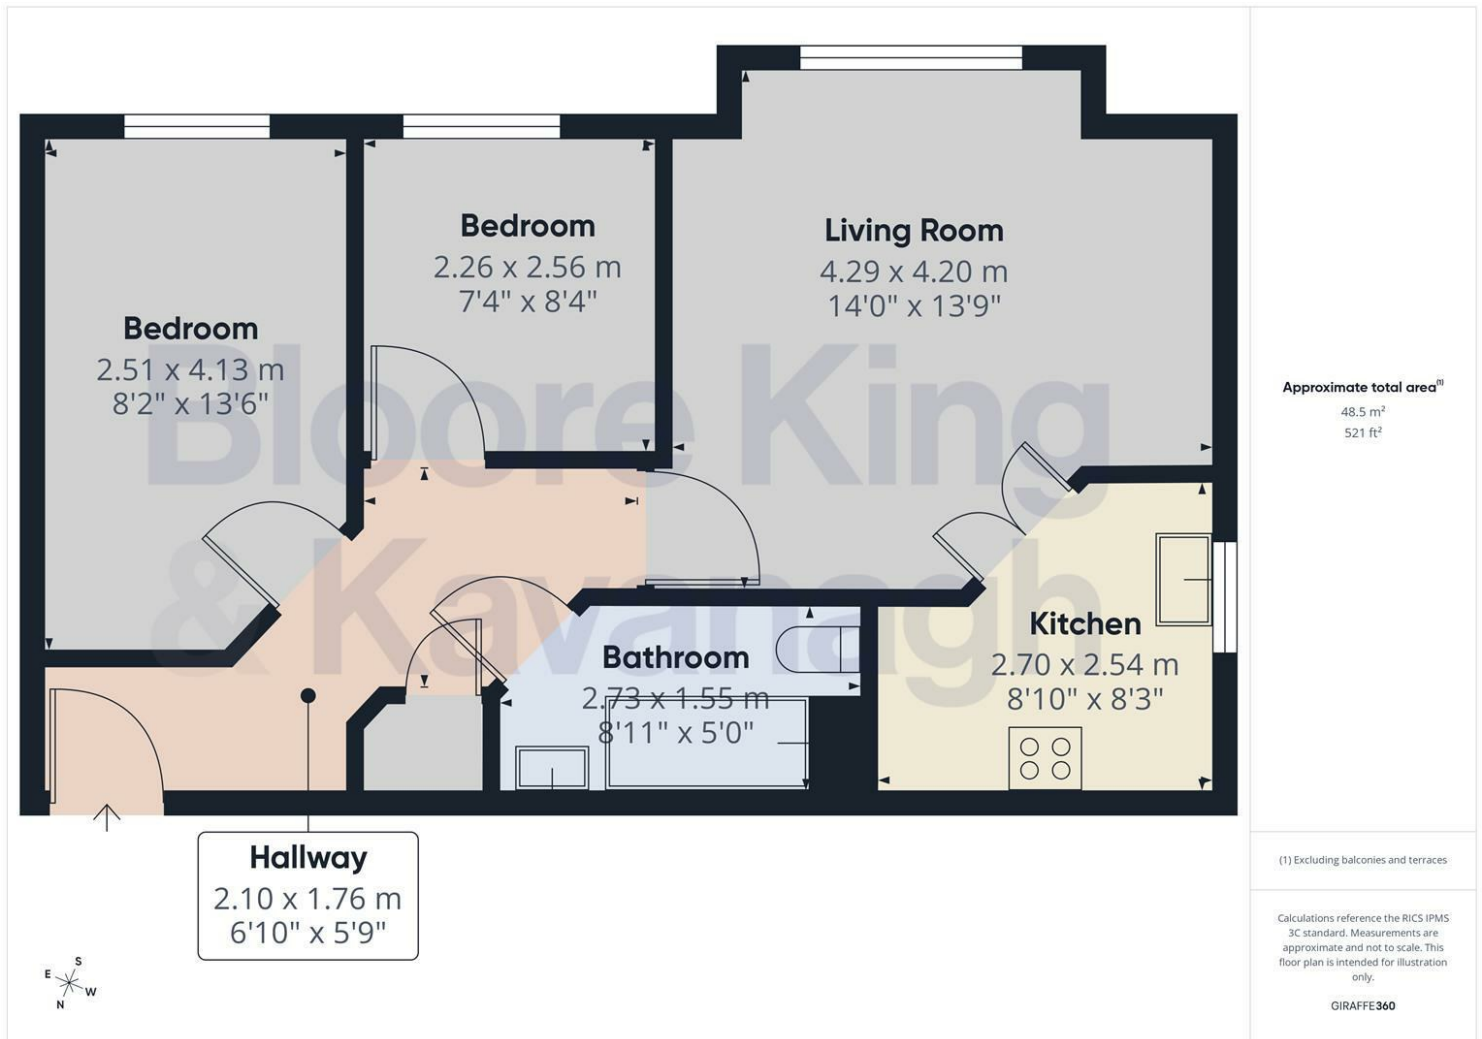 Bedroom
2.51 x 4.13 m
8'2" x 13'6"
Bedroom
2.26 x 2.56 m
7'4" x 8'4"
Living Room
4.29 x 4.20 m
14'0" x 13'9"
Bloore King
& Kavanagh
Kitchen
2.70 x 2.54 m
8'10" x 8'3"
Bathroom
2.73 x 1.55 m
8'11" x 5'0"
Hallway
2.10 x 1.76 m
6'10" x 5'9"
S
E
W
N
Approximate total area(1)
48.5 m²
521 ft²
(1) Excluding balconies and terraces
Calculations reference the RICS IPMS
3C standard. Measurements are
approximate and not to scale. This
floor plan is intended for illustration
only.
GIRAFFE360